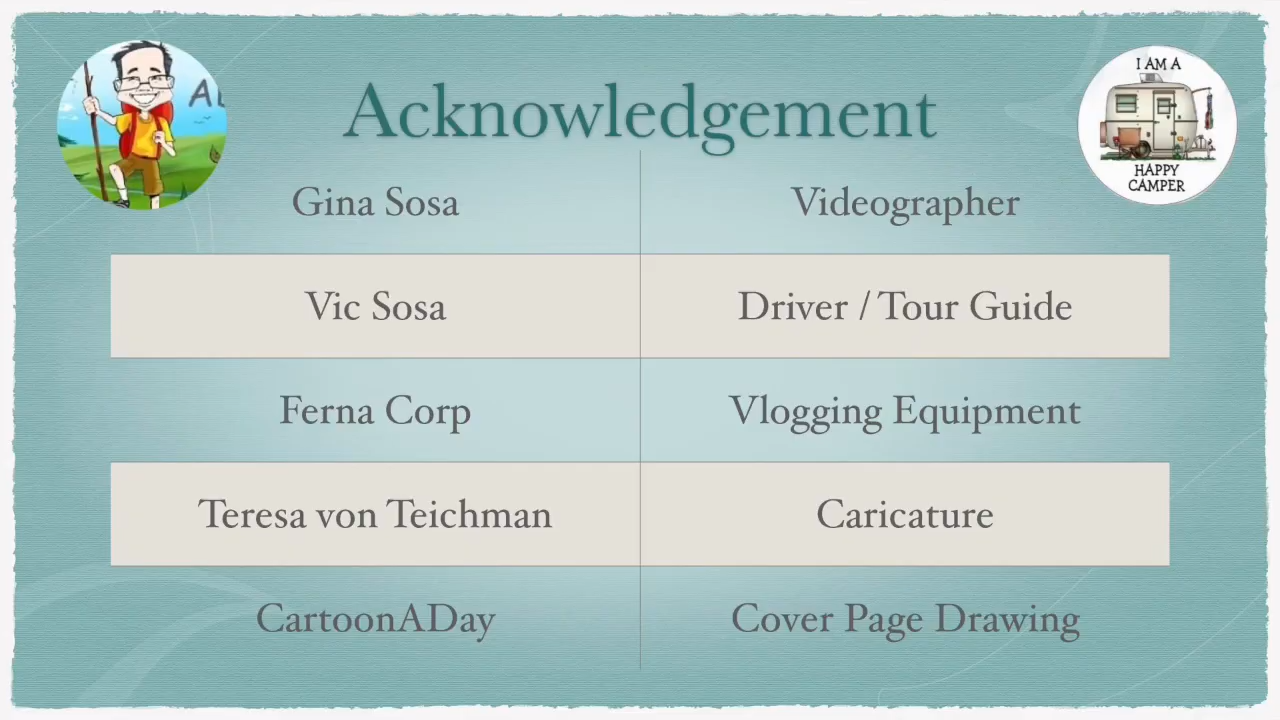 Acknowledgement
I AM A
HAPPY
CAMPER
Gina Sosa Videographer
Vic Sosa Driver / Tour Guide
Ferna Corp Vlogging Equipment
Teresa von Teichman Caricature
CartoonADay Cover Page Drawing